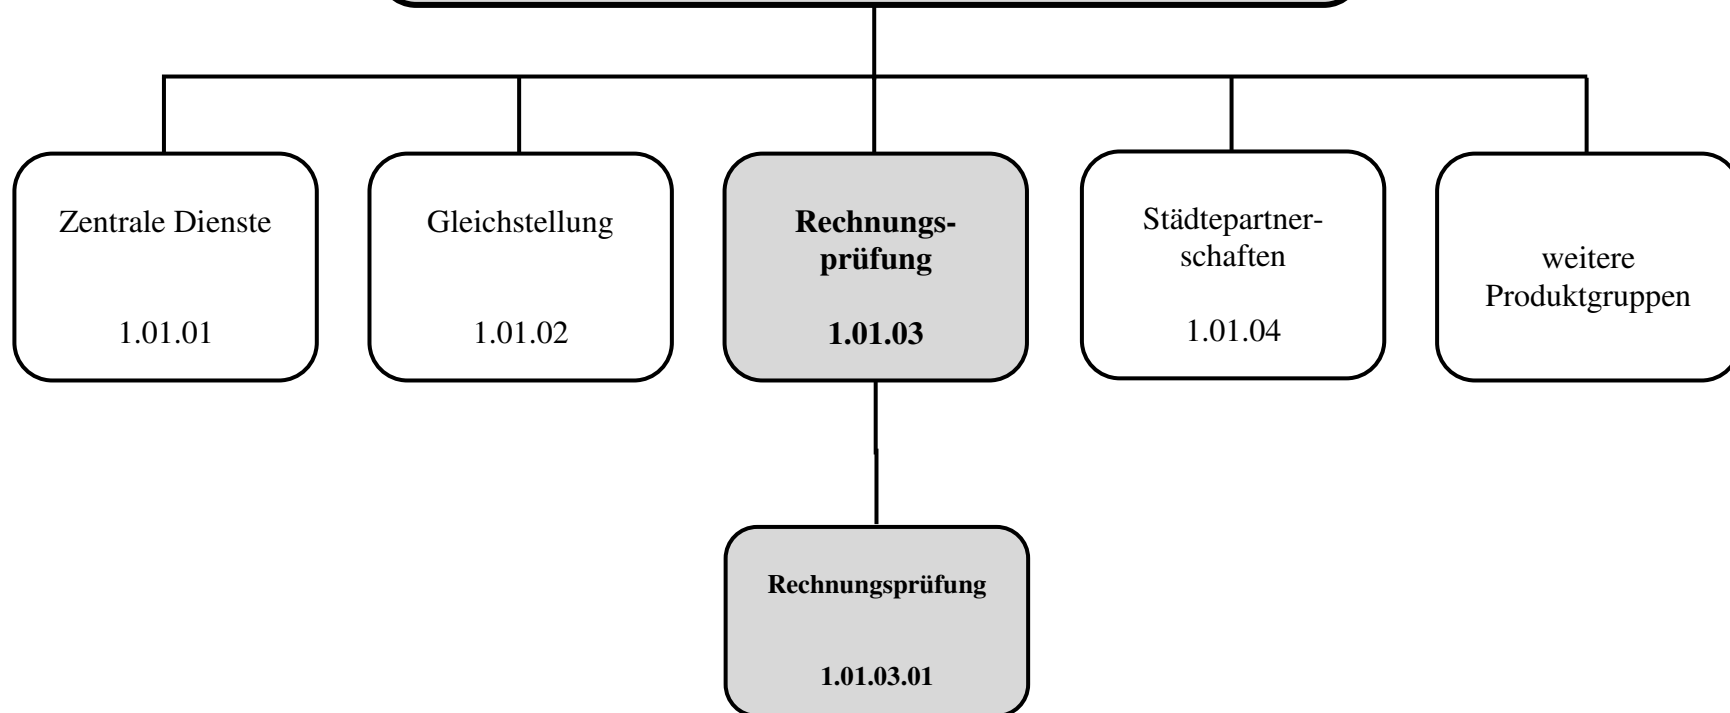 Zentrale Dienste
1.01.01
Gleichstellung
1.01.02
Rechnungs-
prüfung
1.01.03
Städtepartner-
schaften
1.01.04
weitere
Produktgruppen
Rechnungsprüfung
1.01.03.01